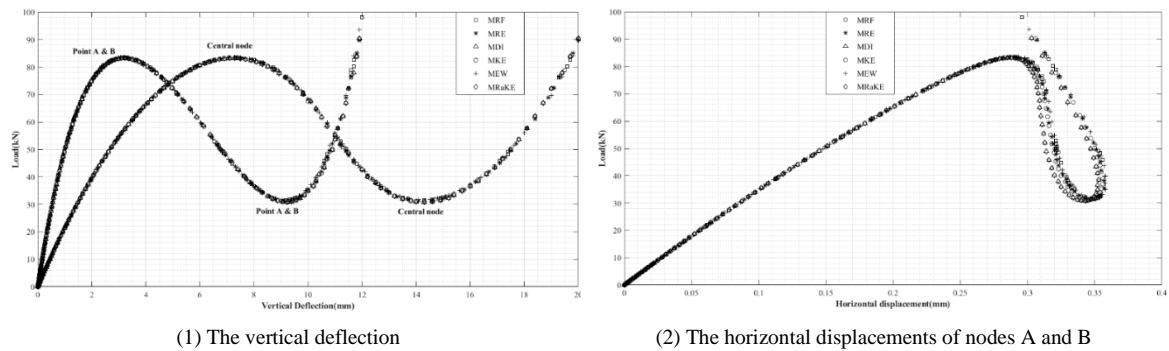 100
90
80
70
60
50
40
30
20
10
0
Load(kN)
0 2 4 6 8 10 12 14 16 18 20
Vertical Deflection(mm)
Point A & B
Central node
Point A & B
Central node
MRF
MRE
MDI
MKE
MEW
MRaKE
(1) The vertical deflection
100
90
80
70
60
50
40
30
20
10
0
Load(kN)
0 0.05 0.1 0.15 0.2 0.25 0.3 0.35 0.4
Horizontal displacement(mm)
MRF
MRE
MDI
MKE
MEW
MRaKE
(2) The horizontal displacements of nodes A and B